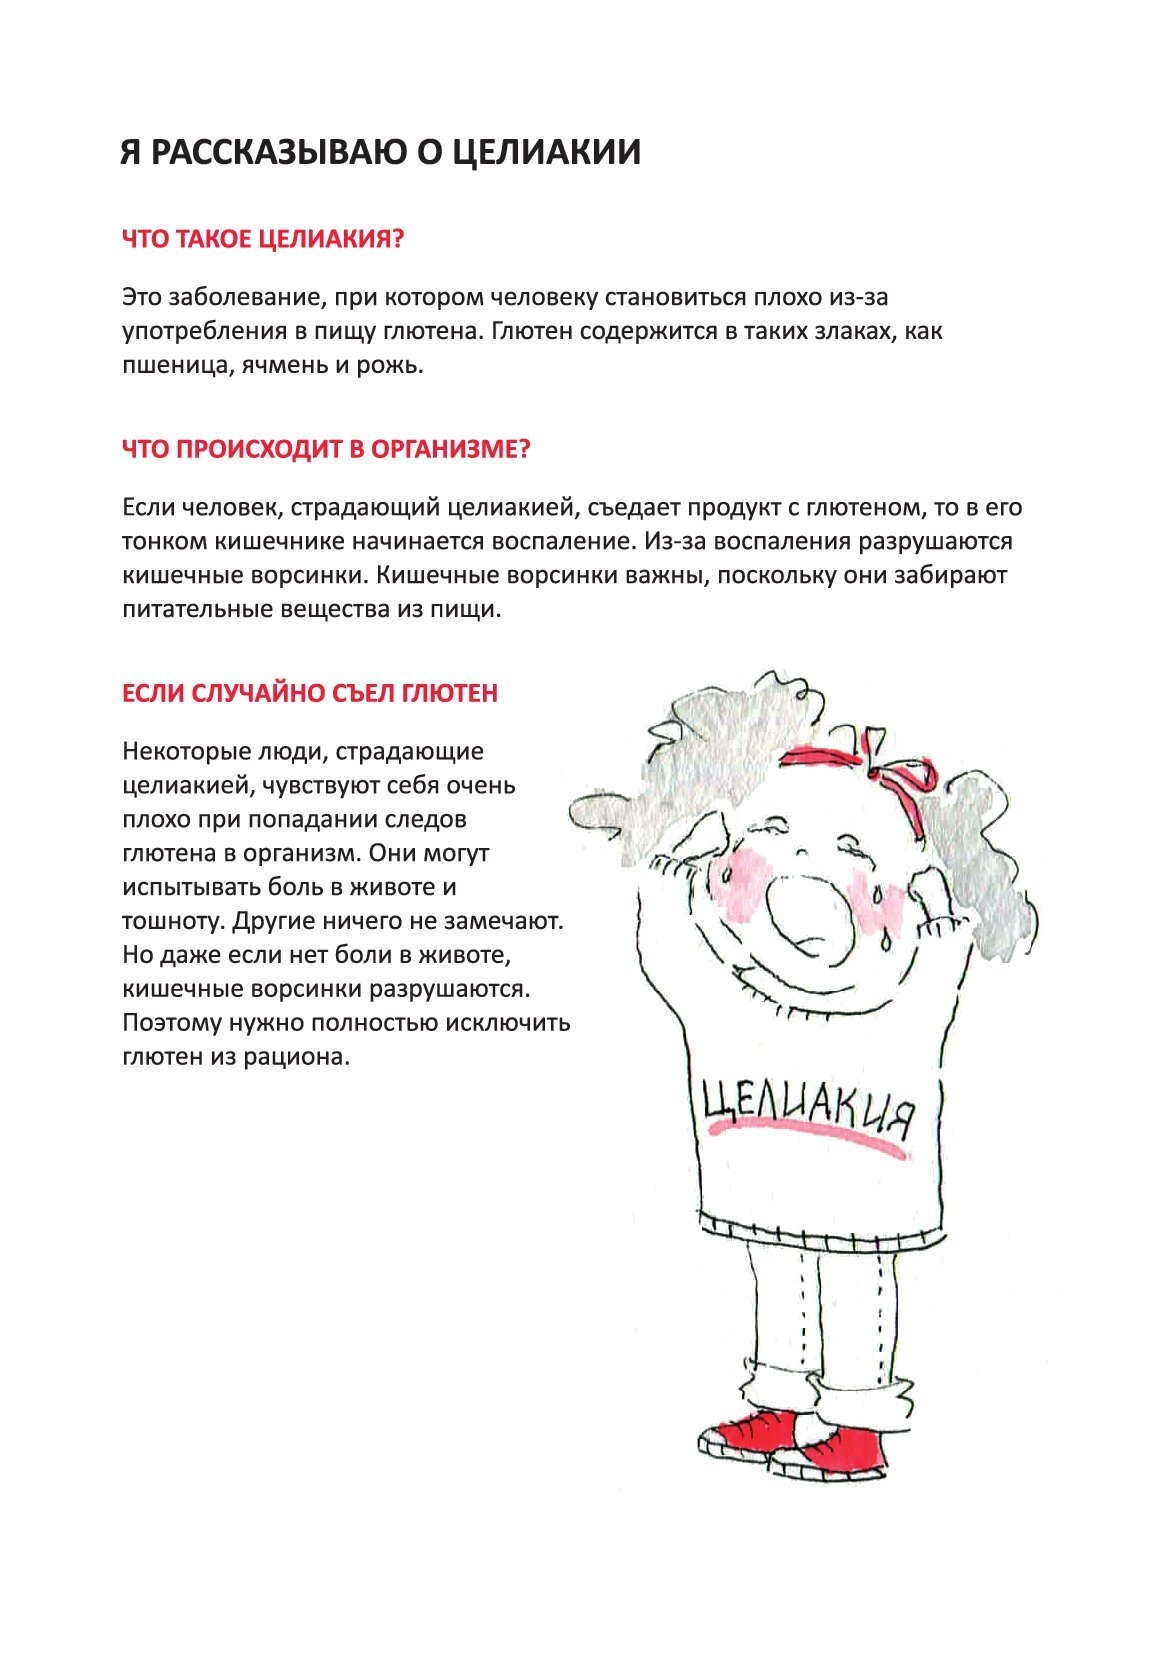 Я РАССКАЗЫВАЮ О ЦЕЛИАКИИ
ЧТО ТАКОЕ ЦЕЛИАКИЯ?
Это заболевание, при котором человеку становиться плохо из-за
употребления в пищу глютена. Глютен содержится в таких злаках, как
пшеница, ячмень и рожь.
ЧТО ПРОИСХОДИТ В ОРГАНИЗМЕ?
Если человек, страдающий целиакией, съедает продукт с глютеном, то в его
тонком кишечнике начинается воспаление. Из-за воспаления разрушаются
кишечные ворсинки. Кишечные ворсинки важны, поскольку они забирают
питательные вещества из пищи.
ЕСЛИ СЛУЧАЙНО СЪЕЛ ГЛЮТЕН
Некоторые люди, страдающие
целиакией, чувствуют себя очень
плохо при попадании следов
глютена в организм. Они могут
испытывать боль в животе и
тошноту. Другие ничего не замечают.
Но даже если нет боли в животе,
кишечные ворсинки разрушаются.
Поэтому нужно полностью исключить
глютен из рациона.
ЦЕЛИАКИЯ